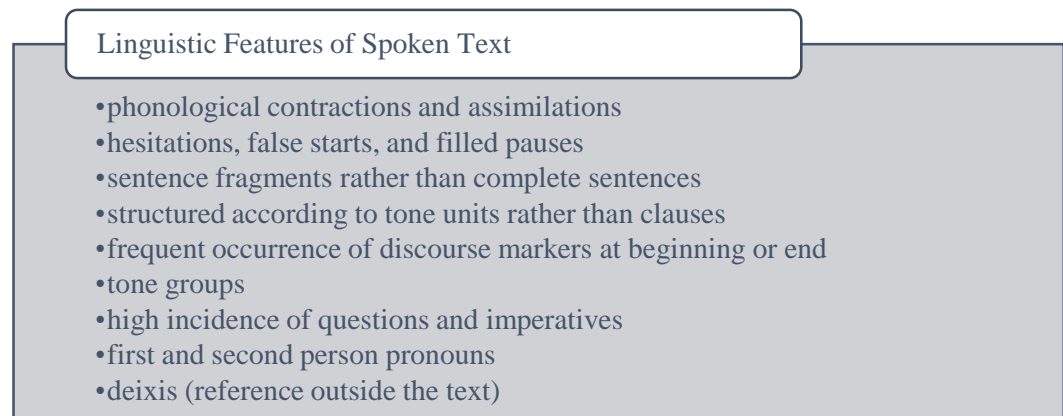 Linguistic Features of Spoken Text
•phonological contractions and assimilations
•hesitations, false starts, and filled pauses
•sentence fragments rather than complete sentences
•structured according to tone units rather than clauses
•frequent occurrence of discourse markers at beginning or end
•tone groups
•high incidence of questions and imperatives
•first and second person pronouns
•deixis (reference outside the text)